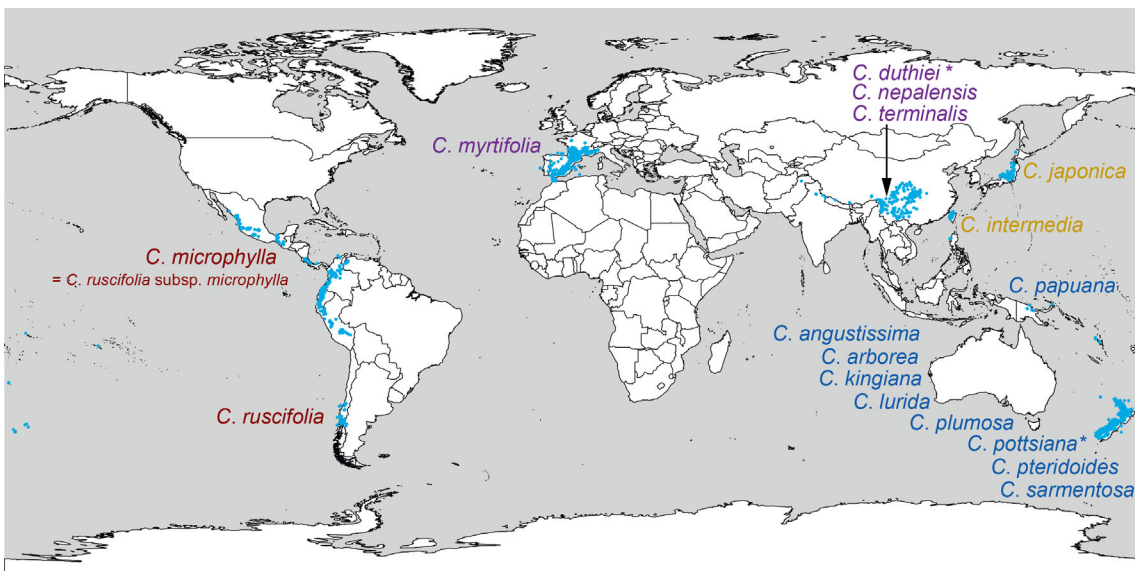 C. duthiei *
C. nepalensis
C. terminalis
C. myrtifolia
C. japonica
C. intermedia
C. microphylla
= C. ruscifolia subsp. microphylla
C. papuana
C. angustissima
C. arborea
C. kingiana
C. lurida
C. ruscifolia
C. plumosa
C. pottsiana*
C. pteridoides
C. sarmentosa